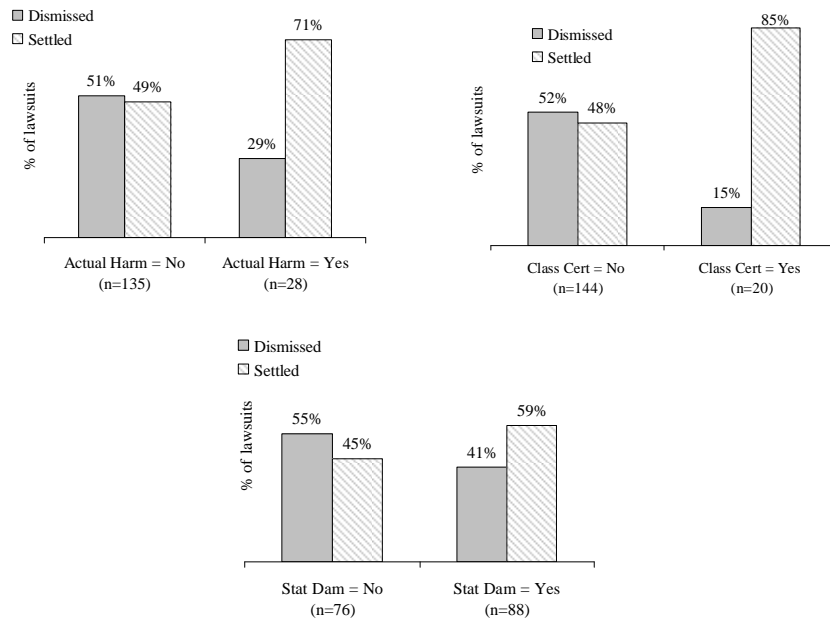 Dismissed
Settled
% of lawsuits
51%
49%
29%
71%
Actual Harm = No
(n=135)
Actual Harm = Yes
(n=28)
Dismissed
Settled
% of lawsuits
52%
48%
15%
85%
Class Cert = No
(n=144)
Class Cert = Yes
(n=20)
Dismissed
Settled
% of lawsuits
55%
45%
41%
59%
Stat Dam = No
(n=76)
Stat Dam = Yes
(n=88)